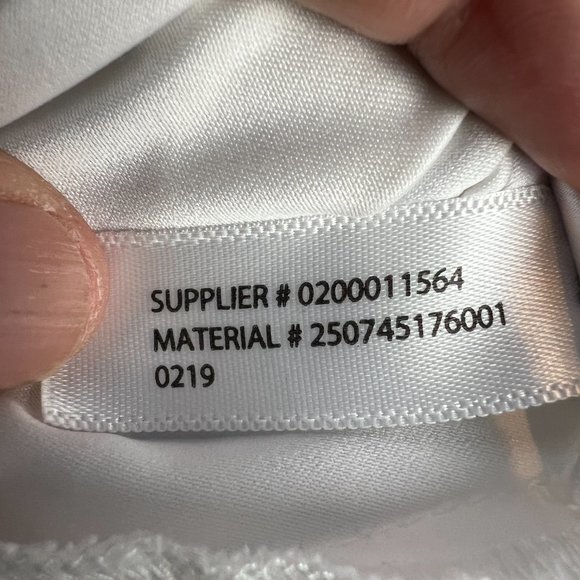 SUPPLIER # 0200011564
MATERIAL # 250745176001
0219